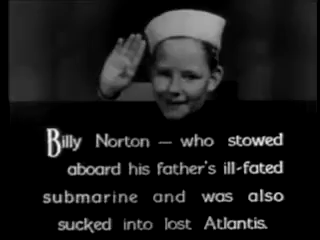 Billy Norton — who stowed
aboard his father's ill-fated
submarine and was also
sucked into lost Atlantis.